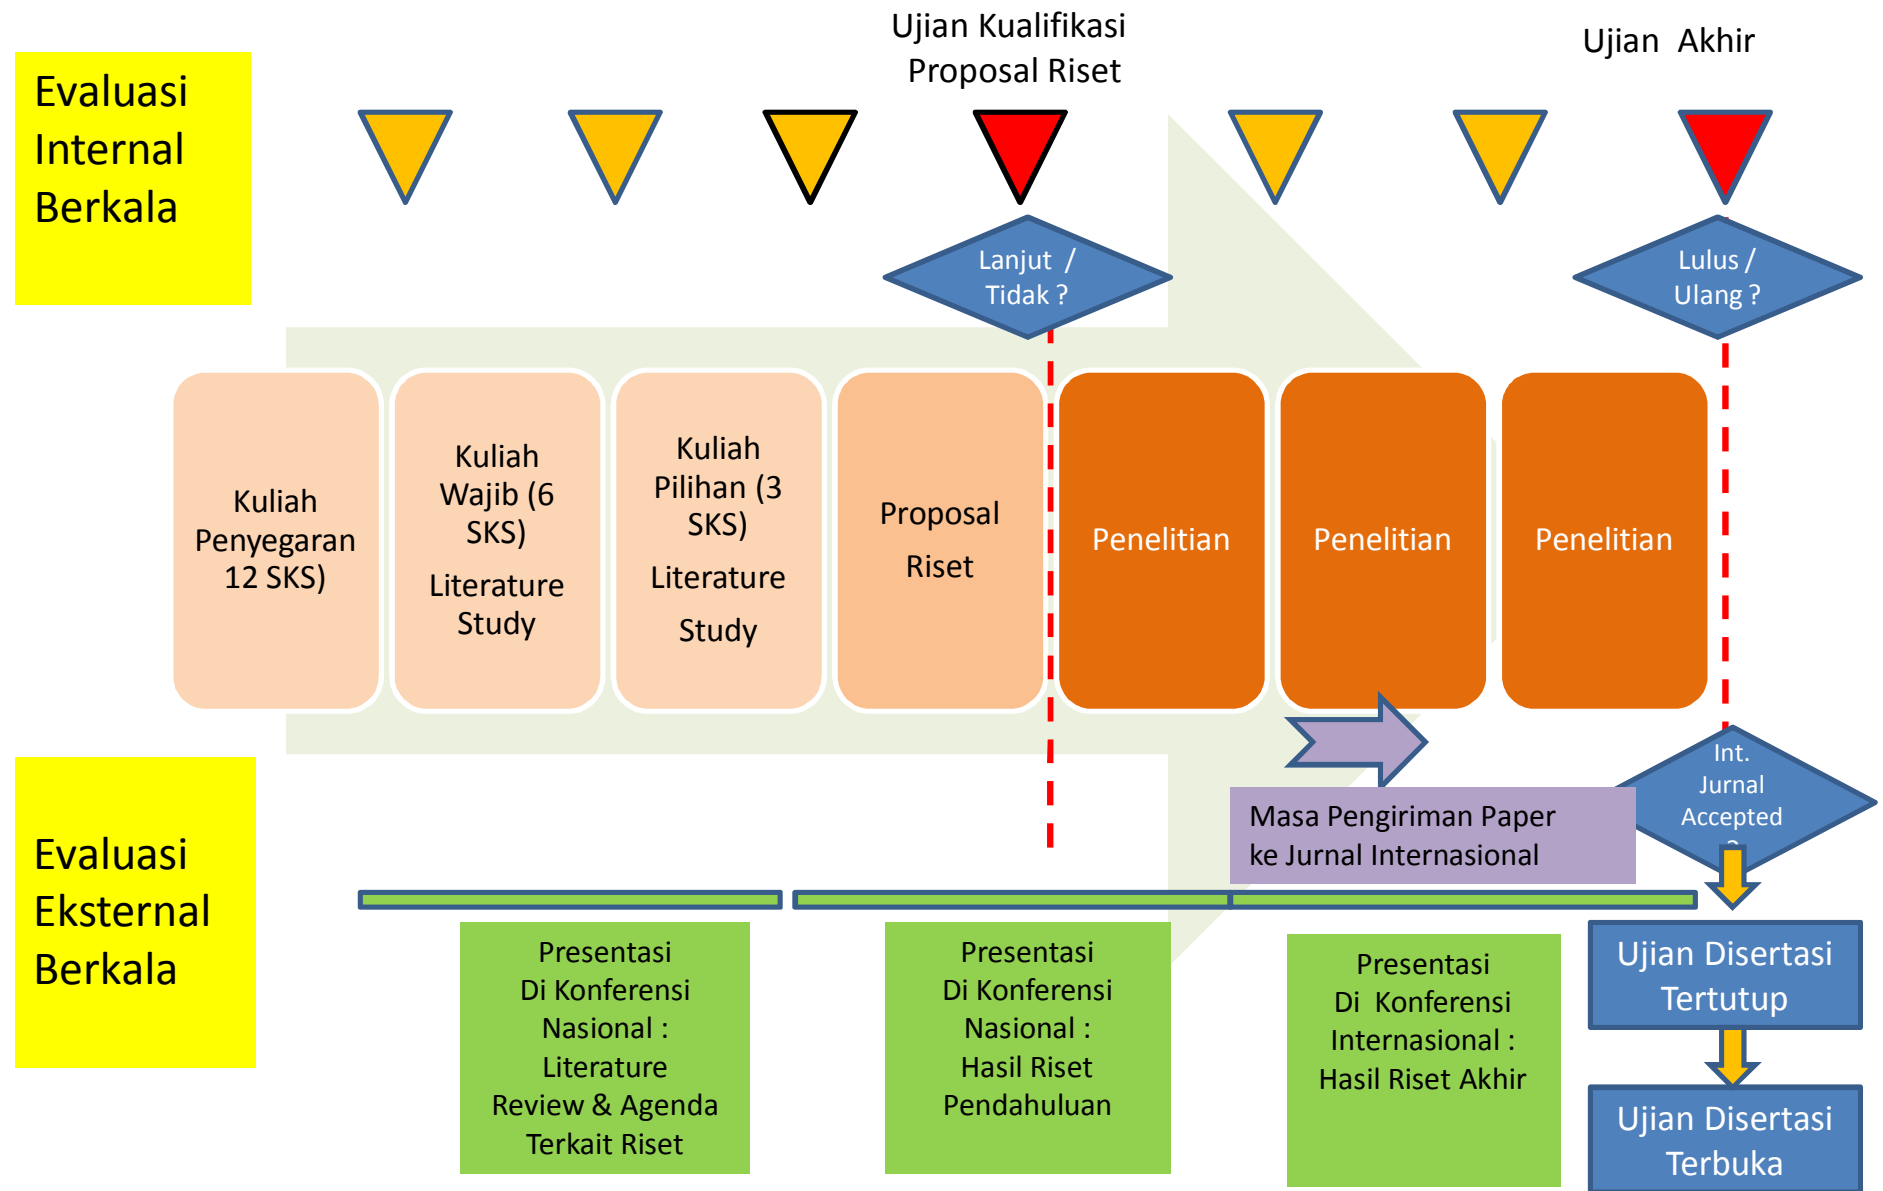 Ujian Kualifikasi
Proposal Riset
Ujian Akhir
Evaluasi
Internal
Berkala
Lanjut /
Tidak ?
Lulus /
Ulang ?
Kuliah
Penyegaran
12 SKS)
Kuliah
Wajib (6
SKS)
Literature
Study
Kuliah
Pilihan (3
SKS)
Literature
Study
Proposal
Riset
Penelitian
Penelitian
Penelitian
Int.
Jurnal
Accepted
?
Masa Pengiriman Paper
ke Jurnal Internasional
Evaluasi
Eksternal
Berkala
Presentasi
Di Konferensi
Nasional :
Literature
Review & Agenda
Terkait Riset
Presentasi
Di Konferensi
Nasional :
Hasil Riset
Pendahuluan
Presentasi
Di Konferensi
Internasional :
Hasil Riset Akhir
Ujian Disertasi
Tertutup
Ujian Disertasi
Terbuka